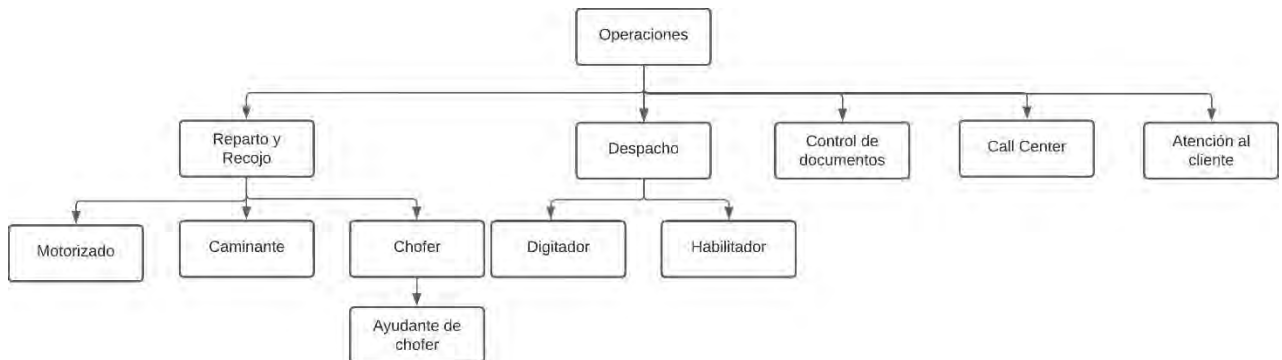 Operaciones
Reparto y
Recojo
Despacho
Control de
documentos
Call Center
Atención al
cliente
Motorizado
Caminante
Chofer
Digitador
Habilitador
Ayudante de
chofer